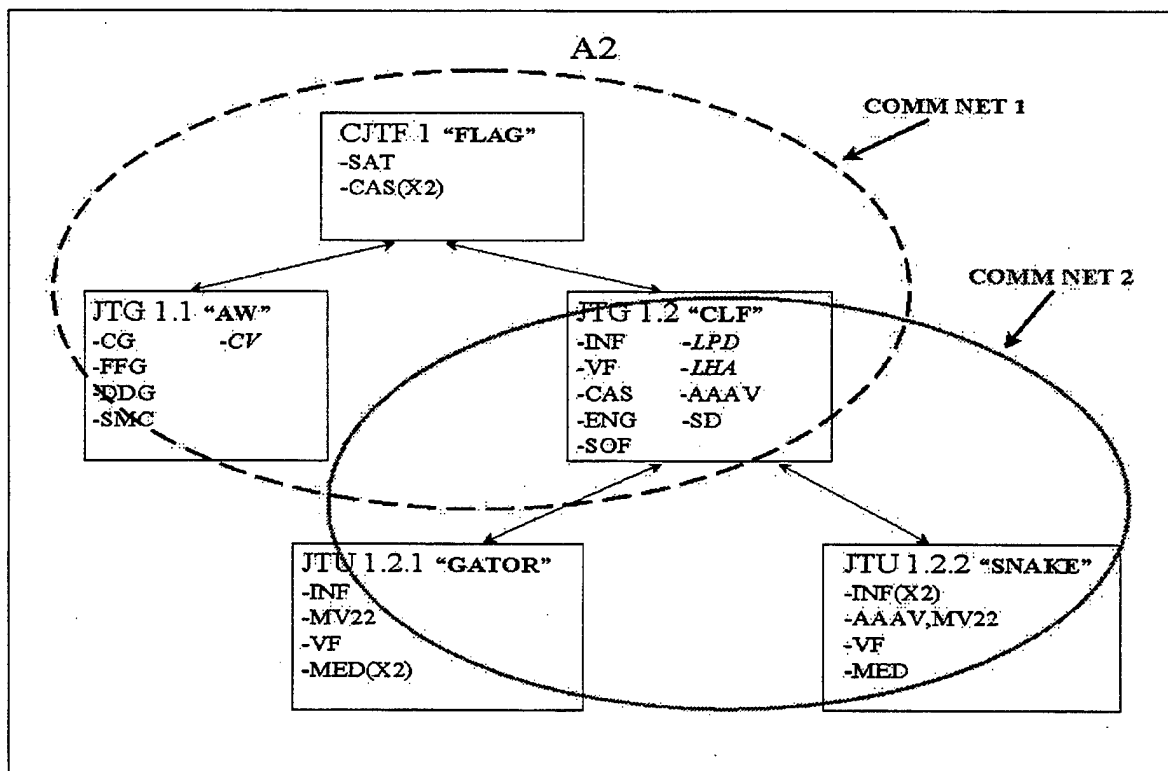 A2
COMM NET 1
CJTF 1 “FLAG”
-SAT
-CAS(X2)
COMM NET 2
JTG 1.1 “AW”
-CG -CV
-FFG
-DDG
-SMC
JTG 1.2 “CLF”
-INF -LPD
-VF -LHA
-CAS -AAAV
-ENG -SD
-SOF
JTU 1.2.1 “GATOR”
-INF
-MV22
-VF
-MED(X2)
JTU 1.2.2 “SNAKE”
-INF(X2)
-AAAV,MV22
-VF
-MED